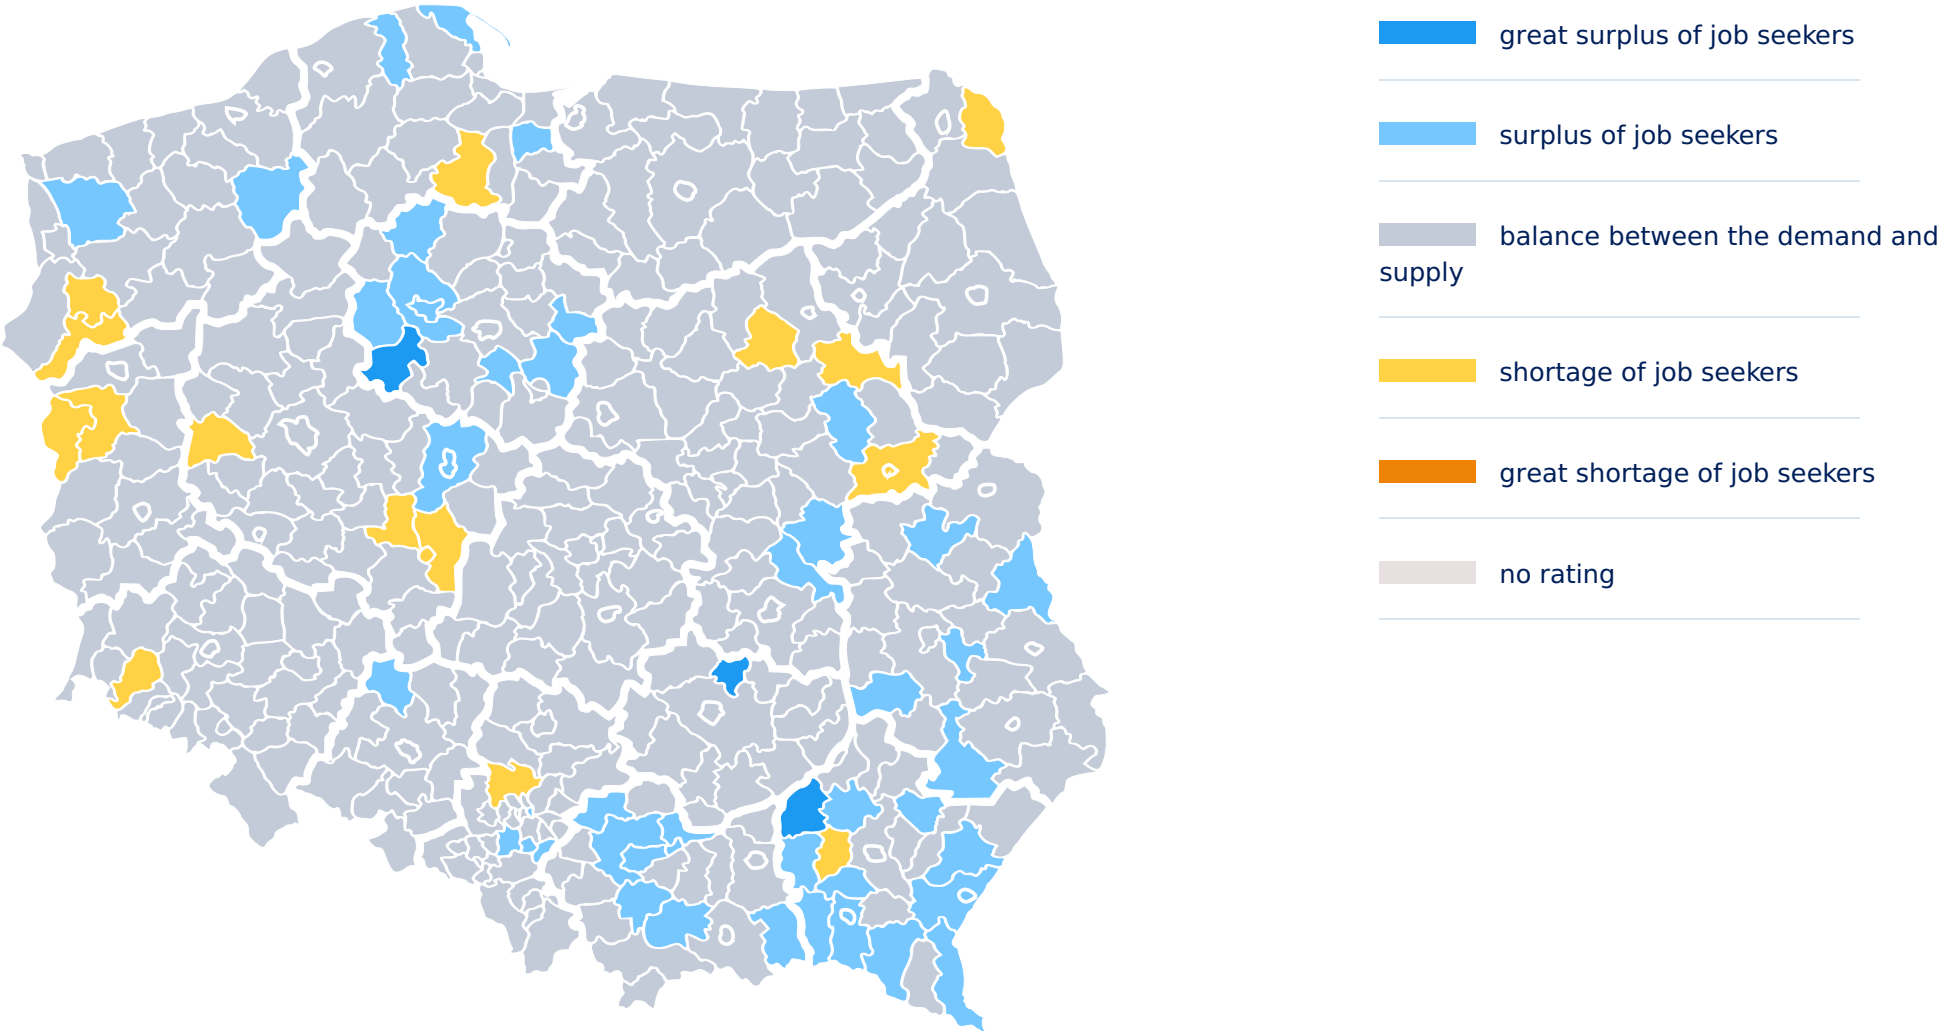 great surplus of job seekers
surplus of job seekers
balance between the demand and
supply
shortage of job seekers
great shortage of job seekers
no rating